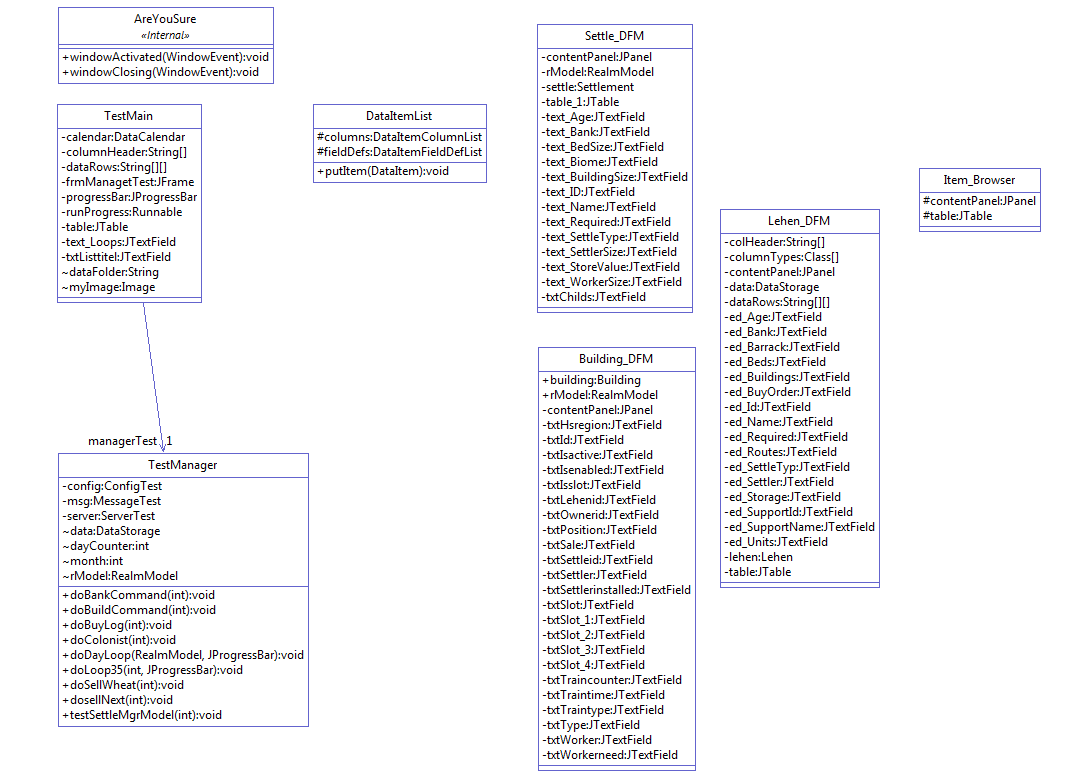 AreYouSure
«Internal»
+windowActivated(WindowEvent):void
+windowClosing(WindowEvent):void
TestMain
-calendar:DataCalendar
-columnHeader:String[]
-dataRows:String[][]
-frmManagetTest:JFrame
-progressBar:JProgressBar
-runProgress:Runnable
-table:JTable
-text_Loops:JTextField
-txtListtitel:JTextField
~dataFolder:String
~myImage:Image
managerTest 1
TestManager
-config:ConfigTest
-msg:MessageTest
-server:ServerTest
~data:DataStorage
~dayCounter:int
~month:int
~rModel:RealmModel
+doBankCommand(int):void
+doBuildCommand(int):void
+doBuyLog(int):void
+doColonist(int):void
+doDayLoop(RealmModel, JProgressBar):void
+doLoop35(int, JProgressBar):void
+doSellWheat(int):void
+dosellNext(int):void
+testSettleMgrModel(int):void
DataItemList
#columns:DataItemColumnList
#fieldDefs:DataItemFieldDefList
+putItem(DataItem):void
Settle_DFM
-contentPanel:JPanel
-rModel:RealmModel
-settle:Settlement
-table_1:JTable
-text_Age:JTextField
-text_Bank:JTextField
-text_BedSize:JTextField
-text_Biome:JTextField
-text_BuildingSize:JTextField
-text_ID:JTextField
-text_Name:JTextField
-text_Required:JTextField
-text_SettleType:JTextField
-text_SettlerSize:JTextField
-text_StoreValue:JTextField
-text_WorkerSize:JTextField
-txtChilds:JTextField
Building_DFM
+building:Building
+rModel:RealmModel
-contentPanel:JPanel
-txtHsregion:JTextField
-txtId:JTextField
-txtIsactive:JTextField
-txtIsenabled:JTextField
-txtIsslot:JTextField
-txtLehenid:JTextField
-txtOwnerid:JTextField
-txtPosition:JTextField
-txtSale:JTextField
-txtSettleid:JTextField
-txtSettler:JTextField
-txtSettlerinstalled:JTextField
-txtSlot:JTextField
-txtSlot_1:JTextField
-txtSlot_2:JTextField
-txtSlot_3:JTextField
-txtSlot_4:JTextField
-txtTraincounter:JTextField
-txtTraintime:JTextField
-txtTraintype:JTextField
-txtType:JTextField
-txtWorker:JTextField
-txtWorkerneed:JTextField
Lehen_DFM
-colHeader:String[]
-columnTypes:Class[]
-contentPanel:JPanel
-data:DataStorage
-dataRows:String[][]
-ed_Age:JTextField
-ed_Bank:JTextField
-ed_Barrack:JTextField
-ed_Beds:JTextField
-ed_Buildings:JTextField
-ed_BuyOrder:JTextField
-ed_Id:JTextField
-ed_Name:JTextField
-ed_Required:JTextField
-ed_Routes:JTextField
-ed_SettleTyp:JTextField
-ed_Settler:JTextField
-ed_Storage:JTextField
-ed_SupportId:JTextField
-ed_SupportName:JTextField
-ed_Units:JTextField
-lehen:Lehen
-table:JTable
Item_Browser
#contentPanel:JPanel
#table:JTable